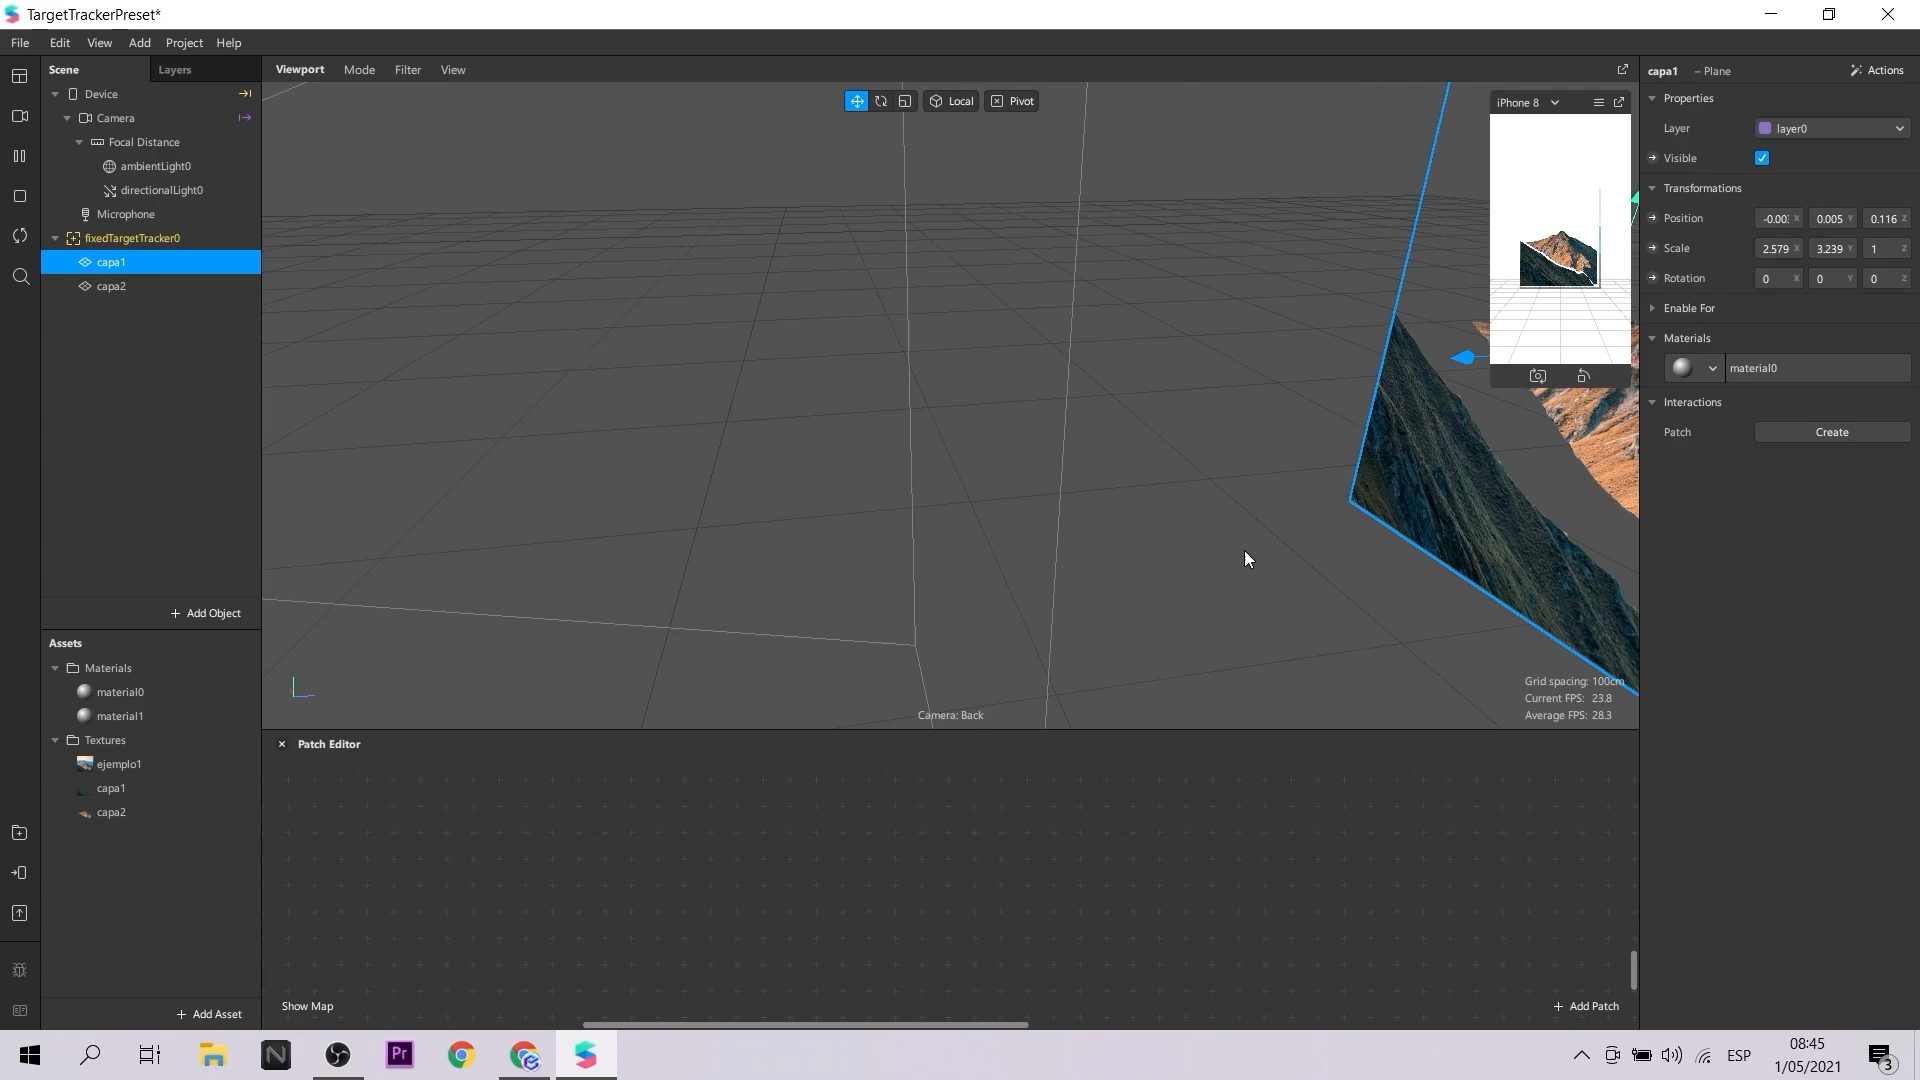 TargetTrackerPreset*
File Edit View Add Project Help
Scene Layers
Device
Camera
Focal Distance
ambientLight0
directionalLight0
Microphone
fixedTargetTracker0
capa1
capa2
+ Add Object
Assets
Materials
material0
material1
Textures
ejemplo1
capa1
capa2
+ Add Asset
Viewport Mode Filter View
Local Pivot
iPhone 8
Grid spacing: 100cm
Current FPS: 23.8
Average FPS: 28.3
Camera: Back
Patch Editor
Show Map
+ Add Patch
capa1 – Plane Actions
Properties
Layer layer0
Visible
Transformations
Position X 0.005 Y 0.116 Z
Scale 2.579 X 3.239 Y 1 Z
Rotation 0 X 0 Y 0 Z
Enable For
Materials
material0
Interactions
Patch Create
Pr
ESP
08:45
1/05/2021
3